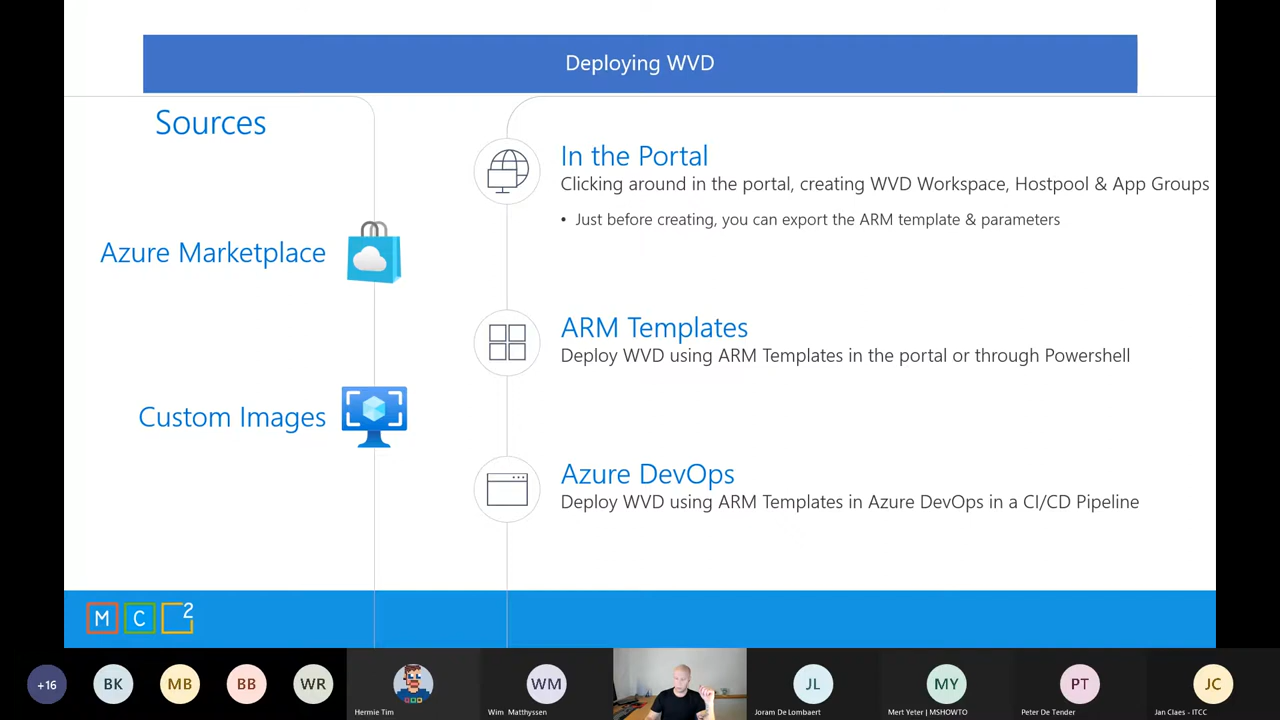 Deploying WVD
Sources
Azure Marketplace
Custom Images
In the Portal
Clicking around in the portal, creating WVD Workspace, Hostpool & App Groups
• Just before creating, you can export the ARM template & parameters
ARM Templates
Deploy WVD using ARM Templates in the portal or through Powershell
Azure DevOps
Deploy WVD using ARM Templates in Azure DevOps in a CI/CD Pipeline
M C 2
+16
BK
MB
BB
WR
Hermie Tim
WM
Wim Matthyssen
JL
Joram De Lombaert
MY
Mert Yeter | MSHOWTO
PT
Peter De Tender
JC
Jan Claes - ITCC